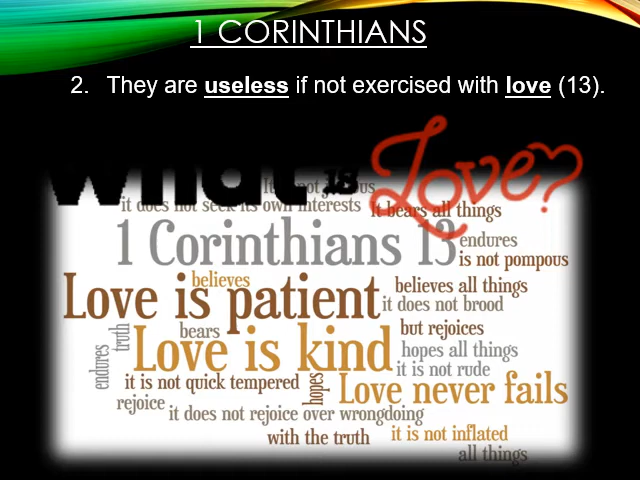 1 CORINTHIANS
2. They are useless if not exercised with love (13).
What is Love?
it does not seek its own interests
it bears all things
1 Corinthians 13
endures
is not pompous
believes
believes all things
Love is patient
it does not brood
truth
bears
but rejoices
Love is kind
hopes all things
endures
it is not rude
it is not quick tempered
hopes
Love never fails
rejoice
it does not rejoice over wrongdoing
with the truth
it is not inflated
all things